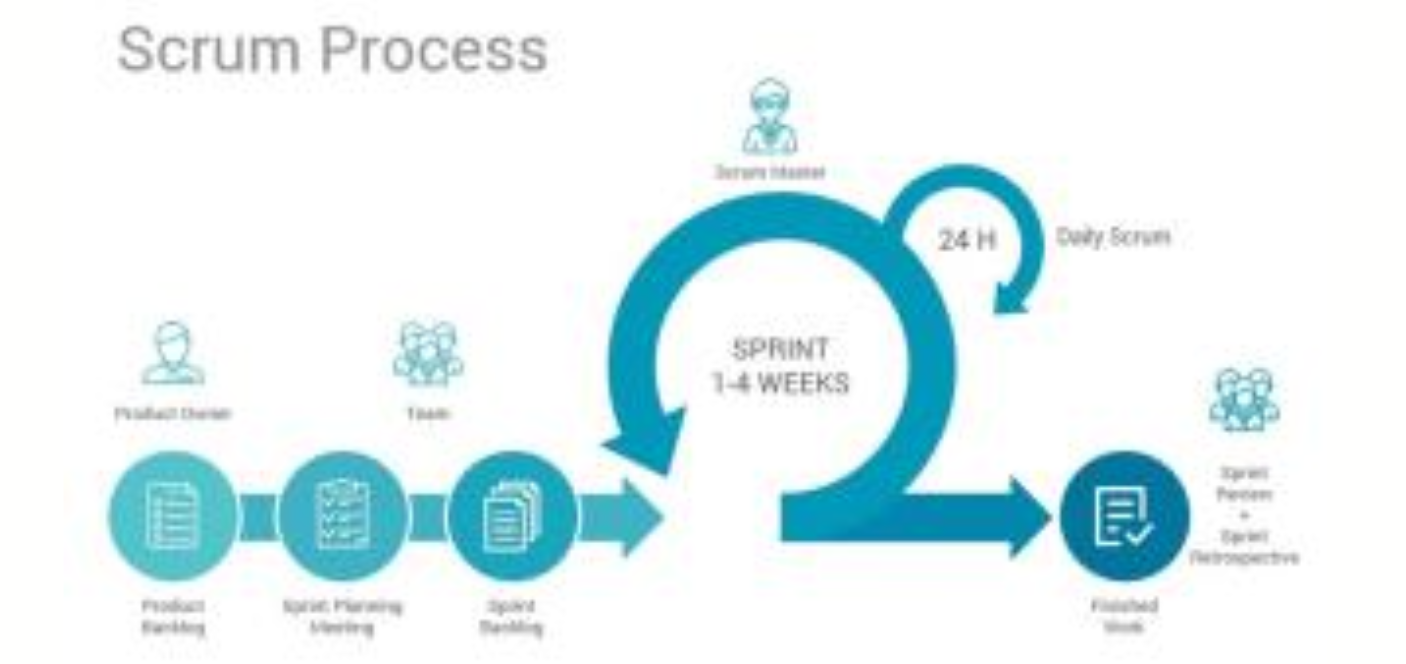 Scrum Process
Scrum Master
24 H
Daily Scrum
SPRINT
1-4 WEEKS
Product Owner
Team
Sprint
Review
+
Sprint
Retrospective
Product
Backlog
Sprint Planning
Meeting
Sprint
Backlog
Finished
Work